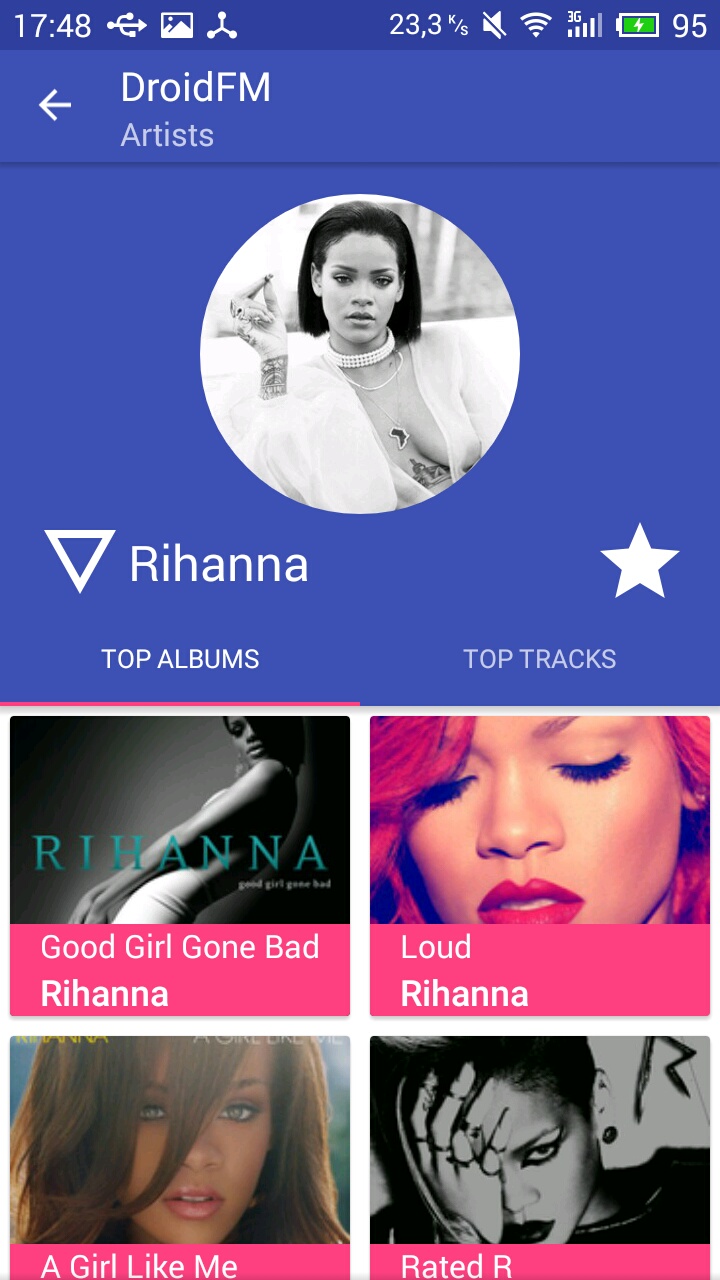 17:48 23,3 K/s 3G 95
DroidFM
Artists
Rihanna
TOP ALBUMS TOP TRACKS
RIHANNA
good girl gone bad
Good Girl Gone Bad
Rihanna
Loud
Rihanna
RIHANNA A GIRL LIKE ME
R
A Girl Like Me
Rated R